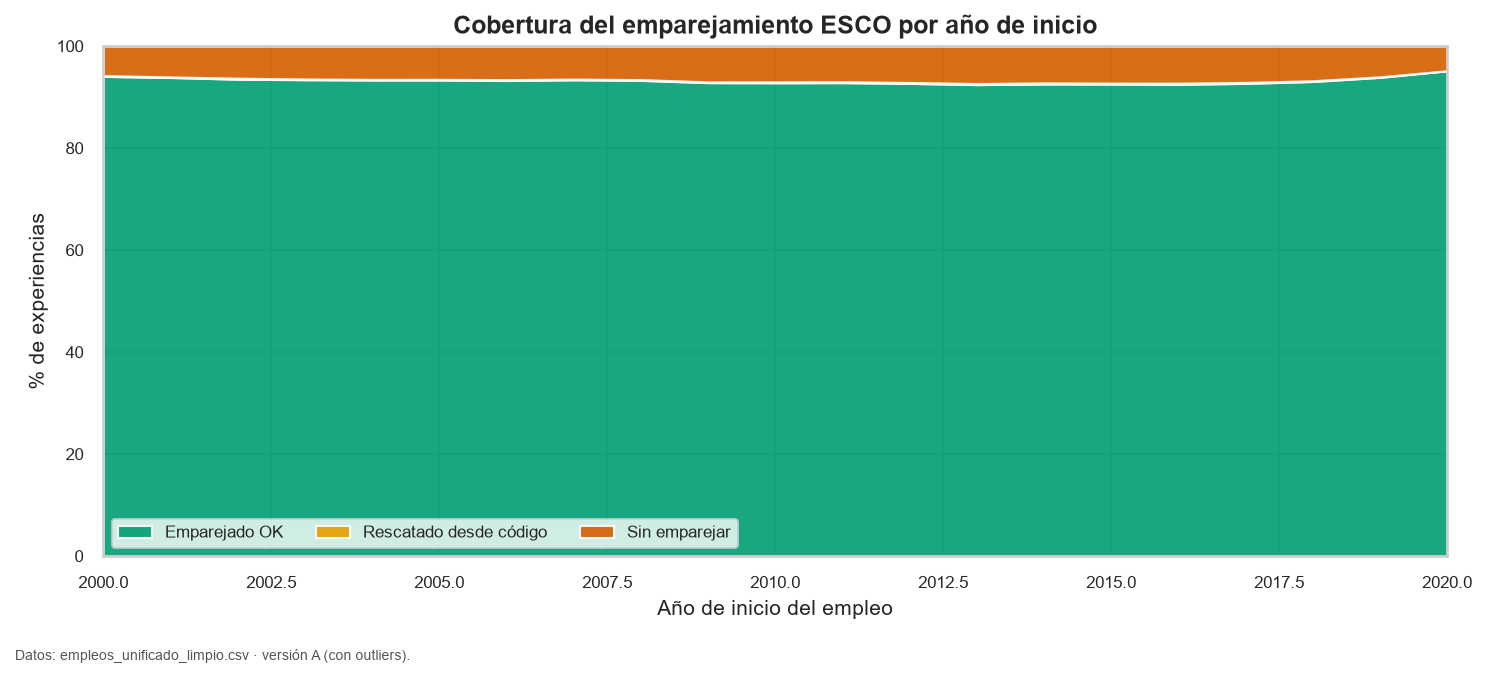 Cobertura del emparejamiento ESCO por año de inicio
% de experiencias
100
80
60
40
20
0
Emparejado OK Rescatado desde código Sin emparejar
2000.0 2002.5 2005.0 2007.5 2010.0 2012.5 2015.0 2017.5 2020.0
Año de inicio del empleo
Datos: empleos_unificado_limpio.csv · versión A (con outliers).